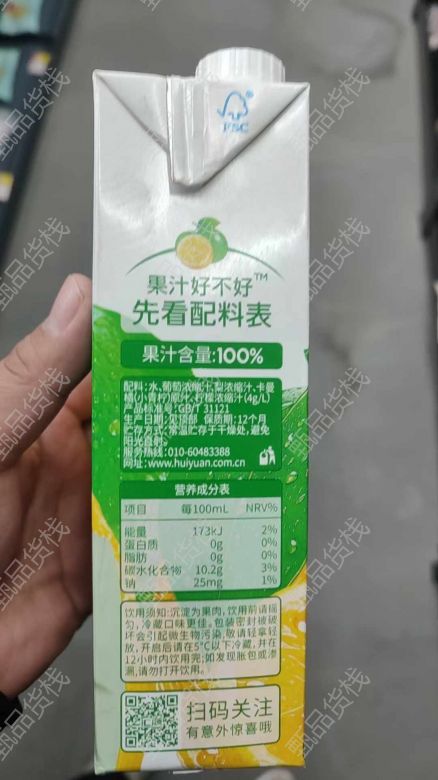 FSC
果汁好不好™
先看配料表
果汁含量:100%
配料:水、葡萄浓缩汁、梨浓缩汁、卡曼
橘(小青柠)原汁、柠檬浓缩汁(4g/L)
产品标准号:GB/T 31121
生产日期:见顶部 保质期:12个月
贮存方式:常温贮存于干燥处,避免
阳光直射。
服务热线:010-60483388
网址:www.huiyuan.com.cn
营养成分表
项目 每100mL NRV%
能量 173kJ 2%
蛋白质 0g 0%
脂肪 0g 0%
碳水化合物 10.2g 3%
钠 25mg 1%
饮用须知:沉淀为果肉,饮用前请摇
匀,冷藏口味更佳。包装密封被破
坏会引起微生物污染,敬请轻拿轻
放,开启后请在5℃以下冷藏,并在
12小时内饮用完;如发现胀包或渗
漏,请勿打开饮用。
扫码关注
有意外惊喜哦
甄品货栈